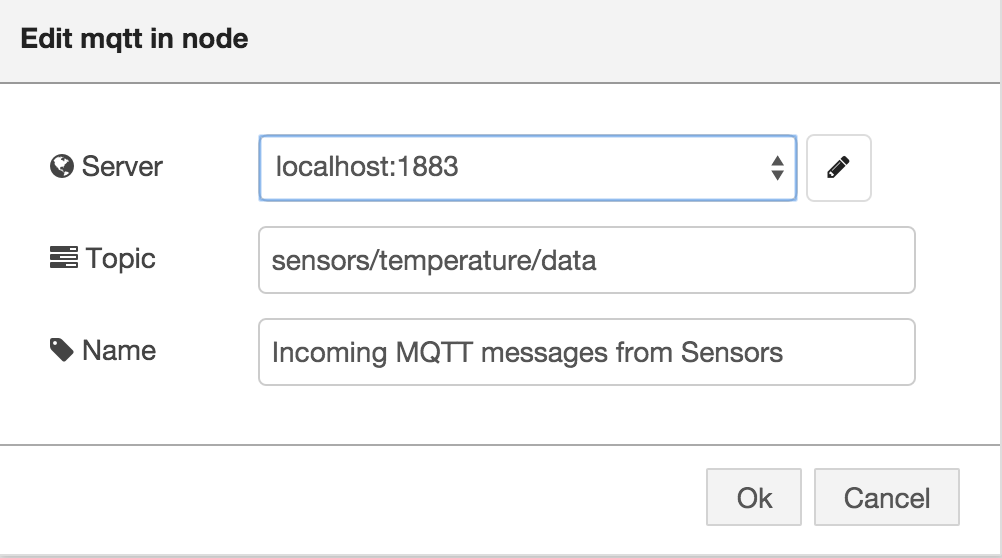 Edit mqtt in node
Server localhost:1883
Topic sensors/temperature/data
Name Incoming MQTT messages from Sensors
Ok Cancel